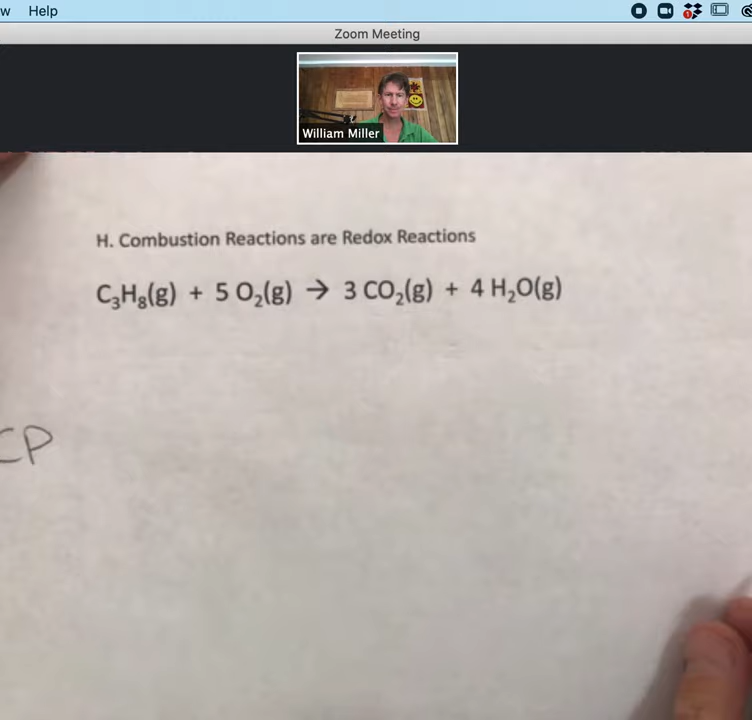 w Help
Zoom Meeting
William Miller
H. Combustion Reactions are Redox Reactions
C₃H₈(g) + 5 O₂(g) → 3 CO₂(g) + 4 H₂O(g)
CP